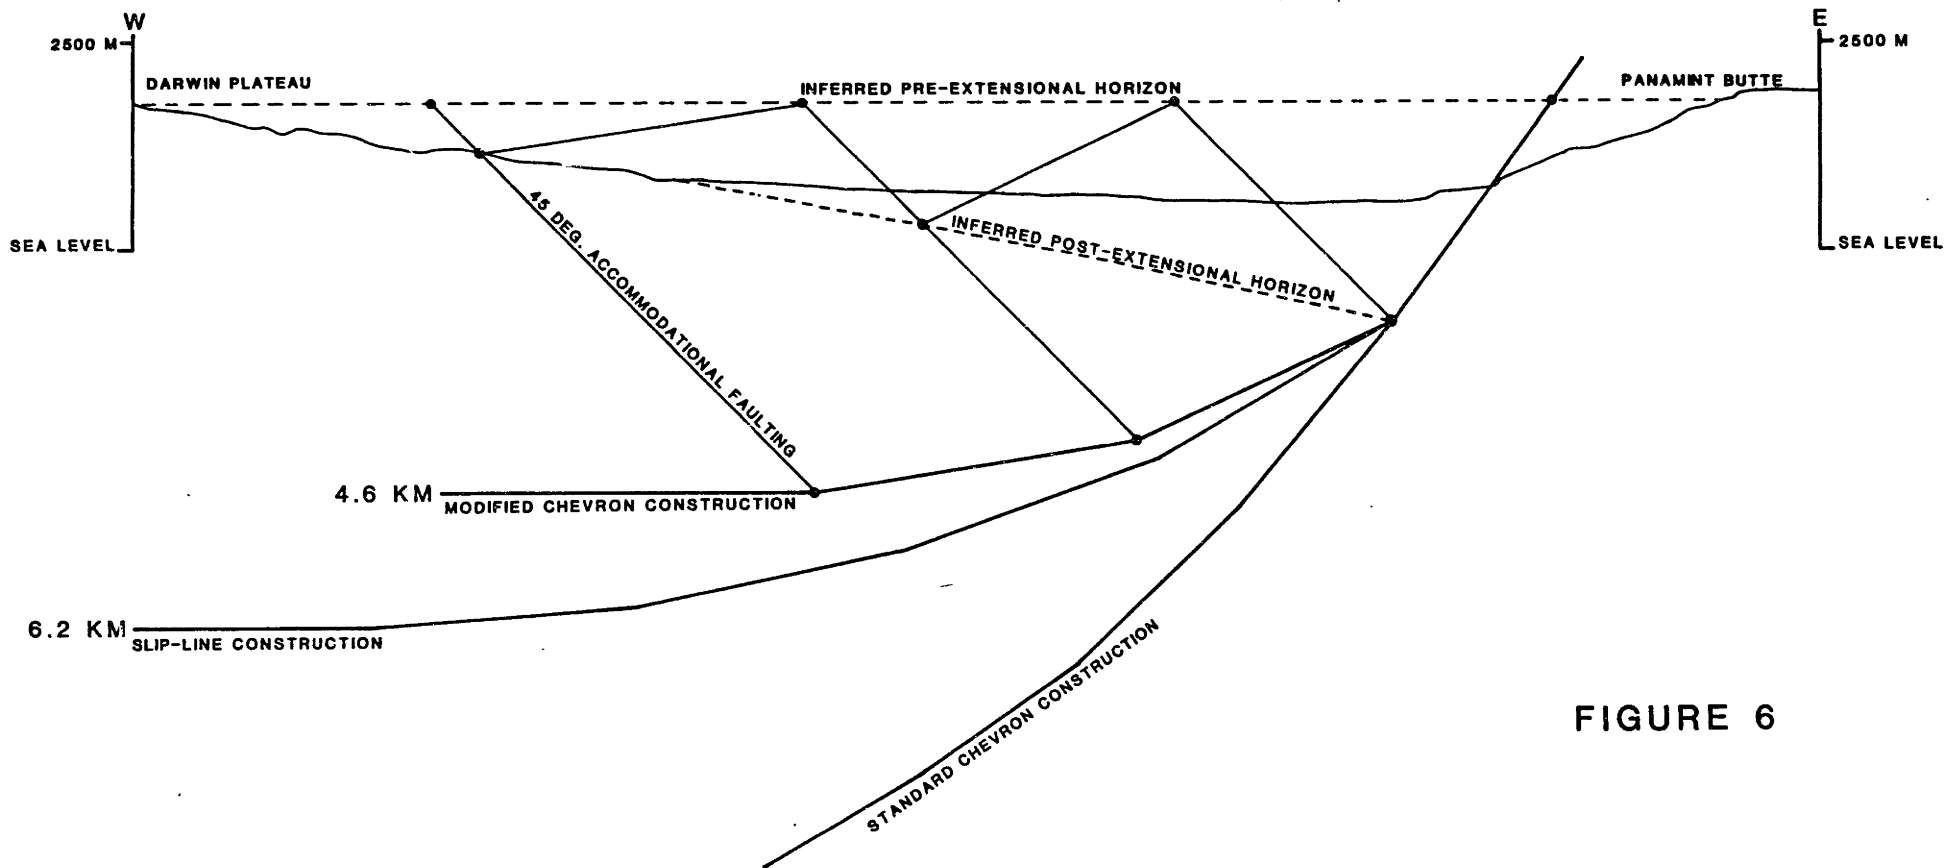 W
E
2500 M
2500 M
DARWIN PLATEAU
INFERRED PRE-EXTENSIONAL HORIZON
PANAMINT BUTTE
45 DEG. ACCOMMODATIONAL FAULTING
INFERRED POST-EXTENSIONAL HORIZON
SEA LEVEL
SEA LEVEL
4.6 KM
MODIFIED CHEVRON CONSTRUCTION
6.2 KM
SLIP-LINE CONSTRUCTION
STANDARD CHEVRON CONSTRUCTION
FIGURE 6